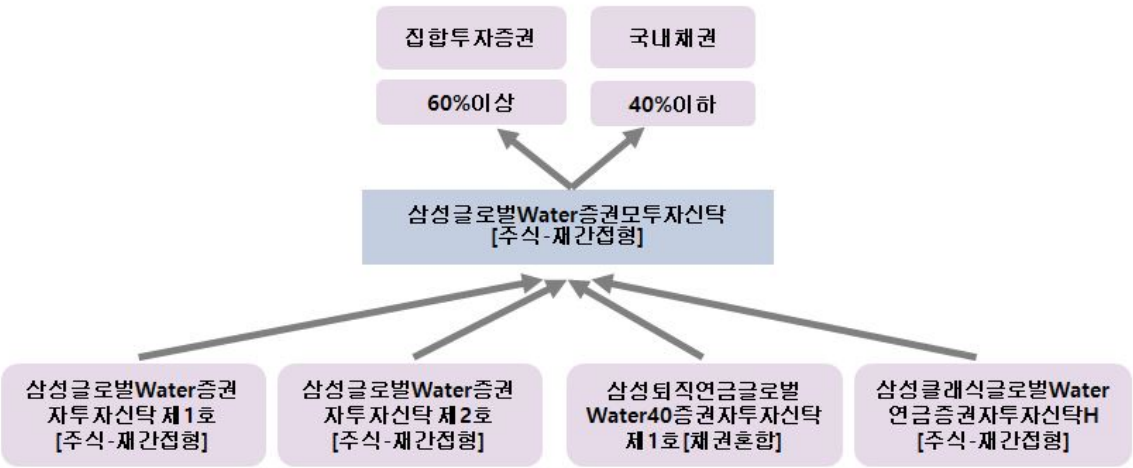 집합투자증권
국내채권
60%이상
40%이하
삼성글로벌Water증권모투자신탁
[주식-재간접형]
삼성글로벌Water증권
자투자신탁 제1호
[주식-재간접형]
삼성글로벌Water증권
자투자신탁 제2호
[주식-재간접형]
삼성퇴직연금글로벌
Water40증권자투자신탁
제1호[채권혼합]
삼성클래식글로벌Water
연금증권자투자신탁H
[주식-재간접형]